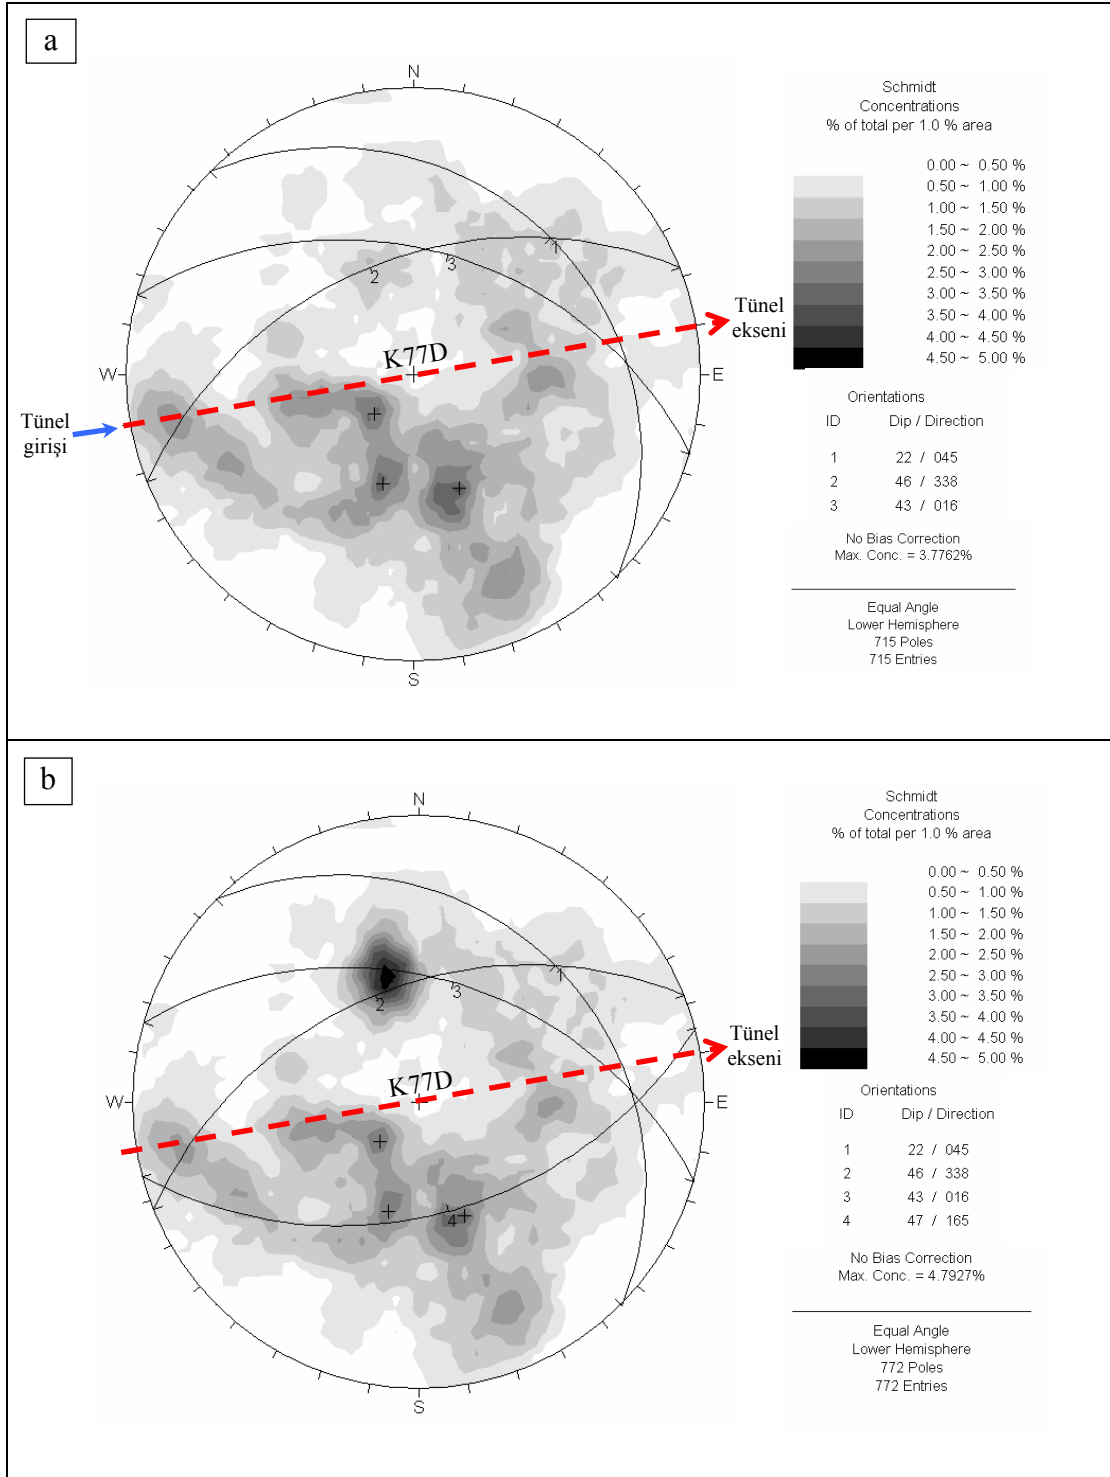 a
N
W
E
S
K77D
Tünel
ekseni
Tünel
girişi
1
2
3
Schmidt
Concentrations
% of total per 1.0 % area
0.00 ~ 0.50 %
0.50 ~ 1.00 %
1.00 ~ 1.50 %
1.50 ~ 2.00 %
2.00 ~ 2.50 %
2.50 ~ 3.00 %
3.00 ~ 3.50 %
3.50 ~ 4.00 %
4.00 ~ 4.50 %
4.50 ~ 5.00 %
Orientations
ID Dip / Direction
1 22 / 045
2 46 / 338
3 43 / 016
No Bias Correction
Max. Conc. = 3.7762%
Equal Angle
Lower Hemisphere
715 Poles
715 Entries
b
N
W
E
S
K77D
Tünel
ekseni
1
2
3
4
Schmidt
Concentrations
% of total per 1.0 % area
0.00 ~ 0.50 %
0.50 ~ 1.00 %
1.00 ~ 1.50 %
1.50 ~ 2.00 %
2.00 ~ 2.50 %
2.50 ~ 3.00 %
3.00 ~ 3.50 %
3.50 ~ 4.00 %
4.00 ~ 4.50 %
4.50 ~ 5.00 %
Orientations
ID Dip / Direction
1 22 / 045
2 46 / 338
3 43 / 016
4 47 / 165
No Bias Correction
Max. Conc. = 4.7927%
Equal Angle
Lower Hemisphere
772 Poles
772 Entries